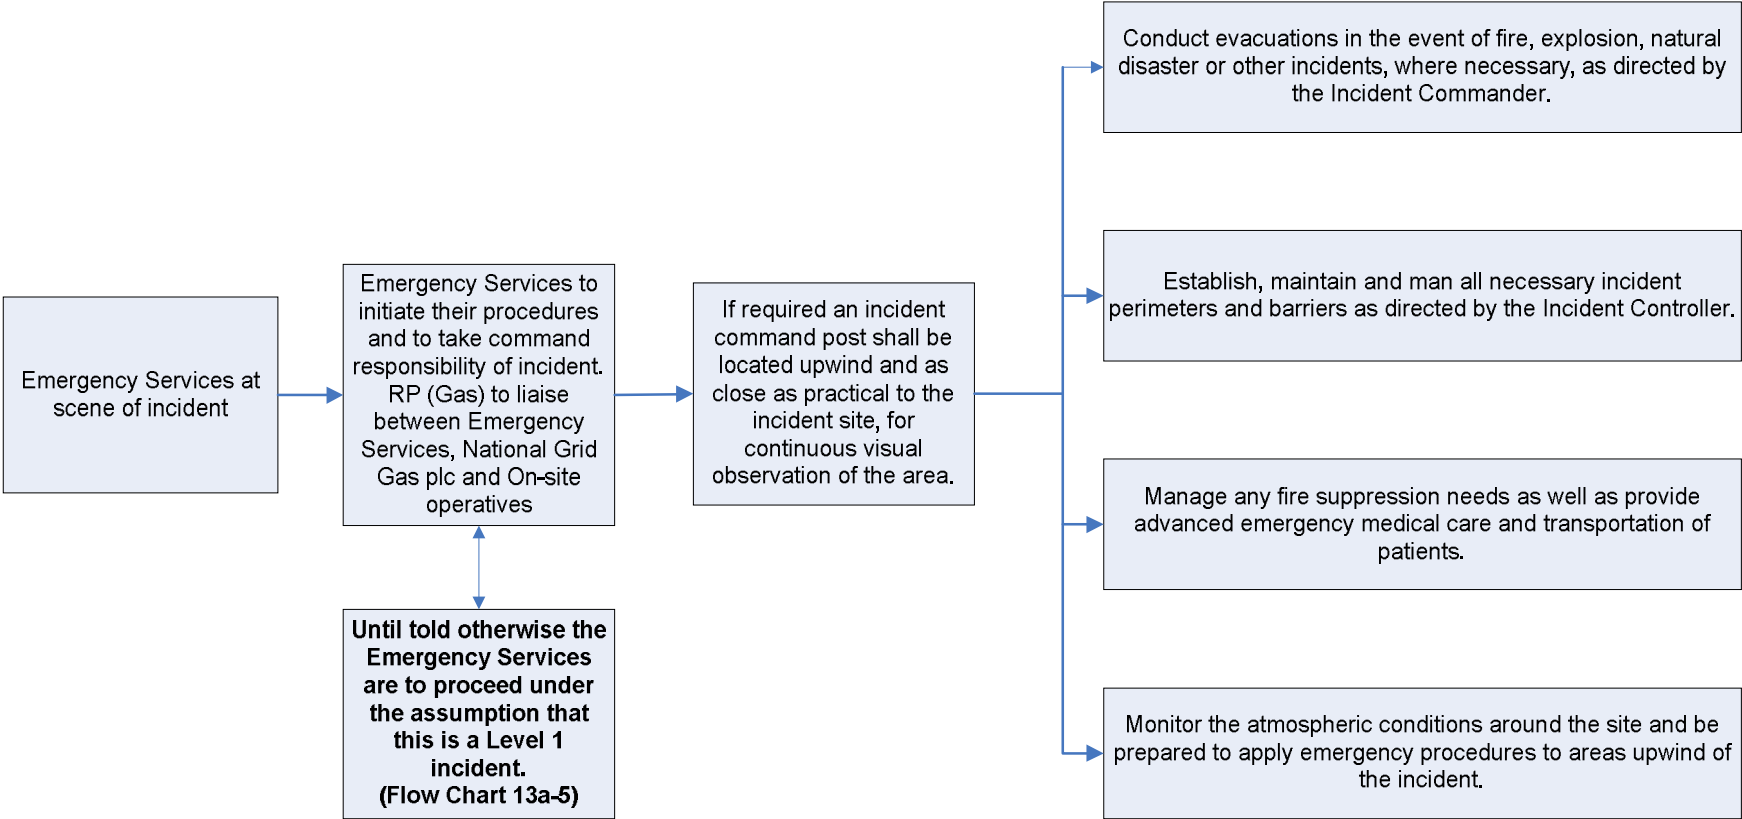 Emergency Services at
scene of incident
Emergency Services to
initiate their procedures
and to take command
responsibility of incident.
RP (Gas) to liaise
between Emergency
Services, National Grid
Gas plc and On-site
operatives
Until told otherwise the
Emergency Services
are to proceed under
the assumption that
this is a Level 1
incident.
(Flow Chart 13a-5)
If required an incident
command post shall be
located upwind and as
close as practical to the
incident site, for
continuous visual
observation of the area.
Conduct evacuations in the event of fire, explosion, natural
disaster or other incidents, where necessary, as directed by
the Incident Commander.
Establish, maintain and man all necessary incident
perimeters and barriers as directed by the Incident Controller.
Manage any fire suppression needs as well as provide
advanced emergency medical care and transportation of
patients.
Monitor the atmospheric conditions around the site and be
prepared to apply emergency procedures to areas upwind of
the incident.